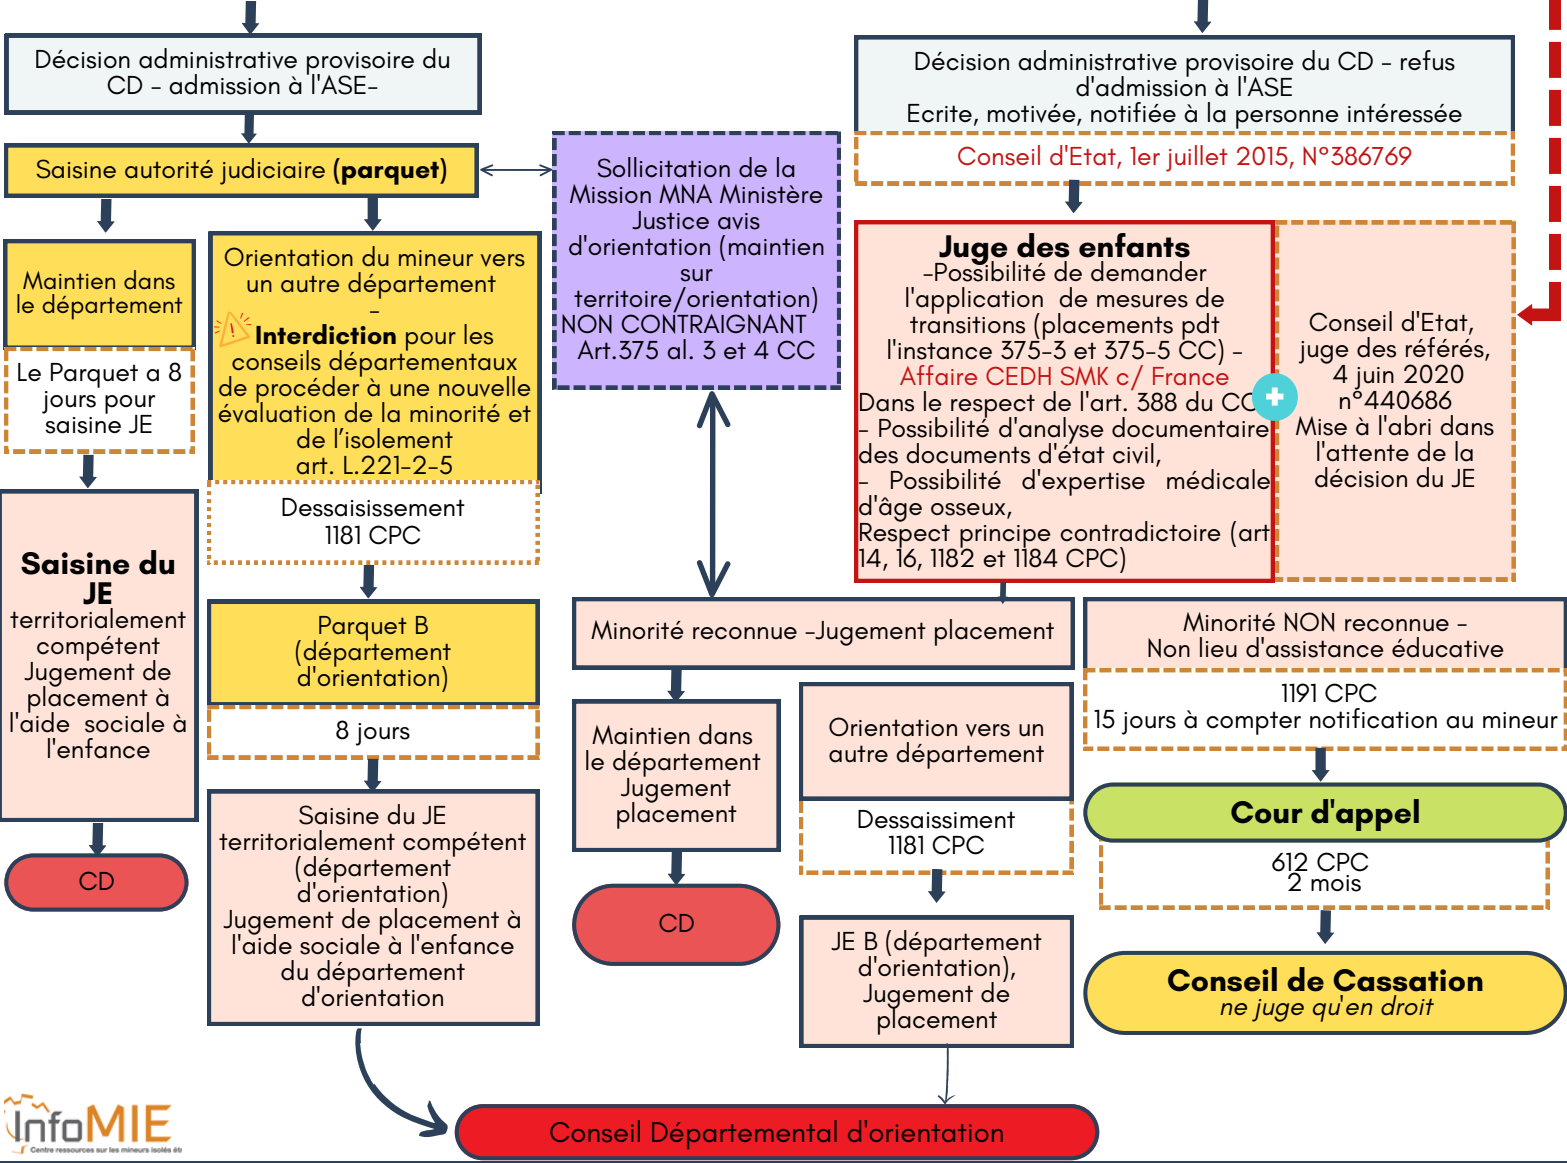 Décision administrative provisoire du
CD - admission à l'ASE-
Saisine autorité judiciaire (parquet)
Maintien dans
le département
Le Parquet a 8
jours pour
saisine JE
Saisine du
JE
territorialement
compétent
Jugement de
placement à
l'aide sociale à
l'enfance
CD
Orientation du mineur vers
un autre département
-
Interdiction pour les
conseils départementaux
de procéder à une nouvelle
évaluation de la minorité et
de l’isolement
art. L.221-2-5
Dessaisissement
1181 CPC
Parquet B
(département
d'orientation)
8 jours
Saisine du JE
territorialement compétent
(département
d'orientation)
Jugement de placement à
l'aide sociale à l'enfance
du département
d'orientation
Sollicitation de la
Mission MNA Ministère
Justice avis
d'orientation (maintien
sur
territoire/orientation)
NON CONTRAIGNANT
Art.375 al. 3 et 4 CC
Décision administrative provisoire du CD - refus
d'admission à l'ASE
Ecrite, motivée, notifiée à la personne intéressée
Conseil d'Etat, 1er juillet 2015, N°386769
Juge des enfants
-Possibilité de demander
l'application de mesures de
transitions (placements pdt
l'instance 375-3 et 375-5 CC) -
Affaire CEDH SMK c/ France
Dans le respect de l'art. 388 du CC
- Possibilité d'analyse documentaire
des documents d'état civil,
- Possibilité d'expertise médicale
d'âge osseux,
Respect principe contradictoire (art
14, 16, 1182 et 1184 CPC)
Conseil d'Etat,
juge des référés,
4 juin 2020
n°440686
Mise à l'abri dans
l'attente de la
décision du JE
Minorité reconnue -Jugement placement
Maintien dans
le département
Jugement
placement
CD
Orientation vers un
autre département
Dessaissiment
1181 CPC
JE B (département
d'orientation),
Jugement de
placement
Minorité NON reconnue -
Non lieu d'assistance éducative
1191 CPC
15 jours à compter notification au mineur
Cour d'appel
612 CPC
2 mois
Conseil de Cassation
ne juge qu'en droit
Conseil Départemental d'orientation
InfoMIE
Centre ressources sur les mineurs isolés ét